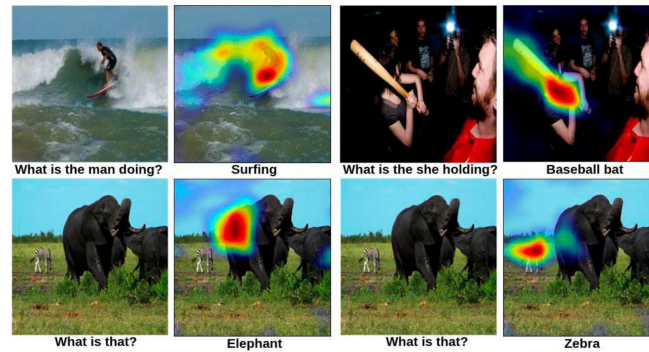 What is the man doing?
Surfing
What is the she holding?
Baseball bat
What is that?
Elephant
What is that?
Zebra